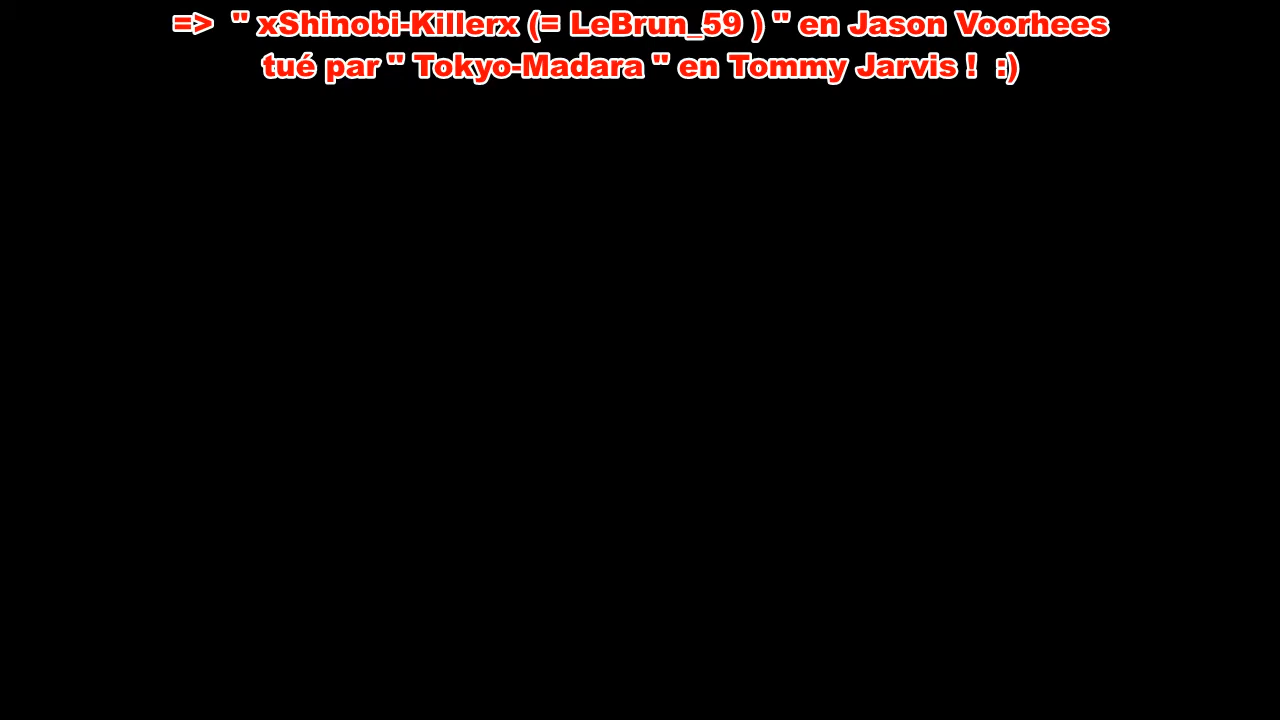 => " xShinobi-Killerx (= LeBrun_59 ) " en Jason Voorhees
tué par " Tokyo-Madara " en Tommy Jarvis ! :)